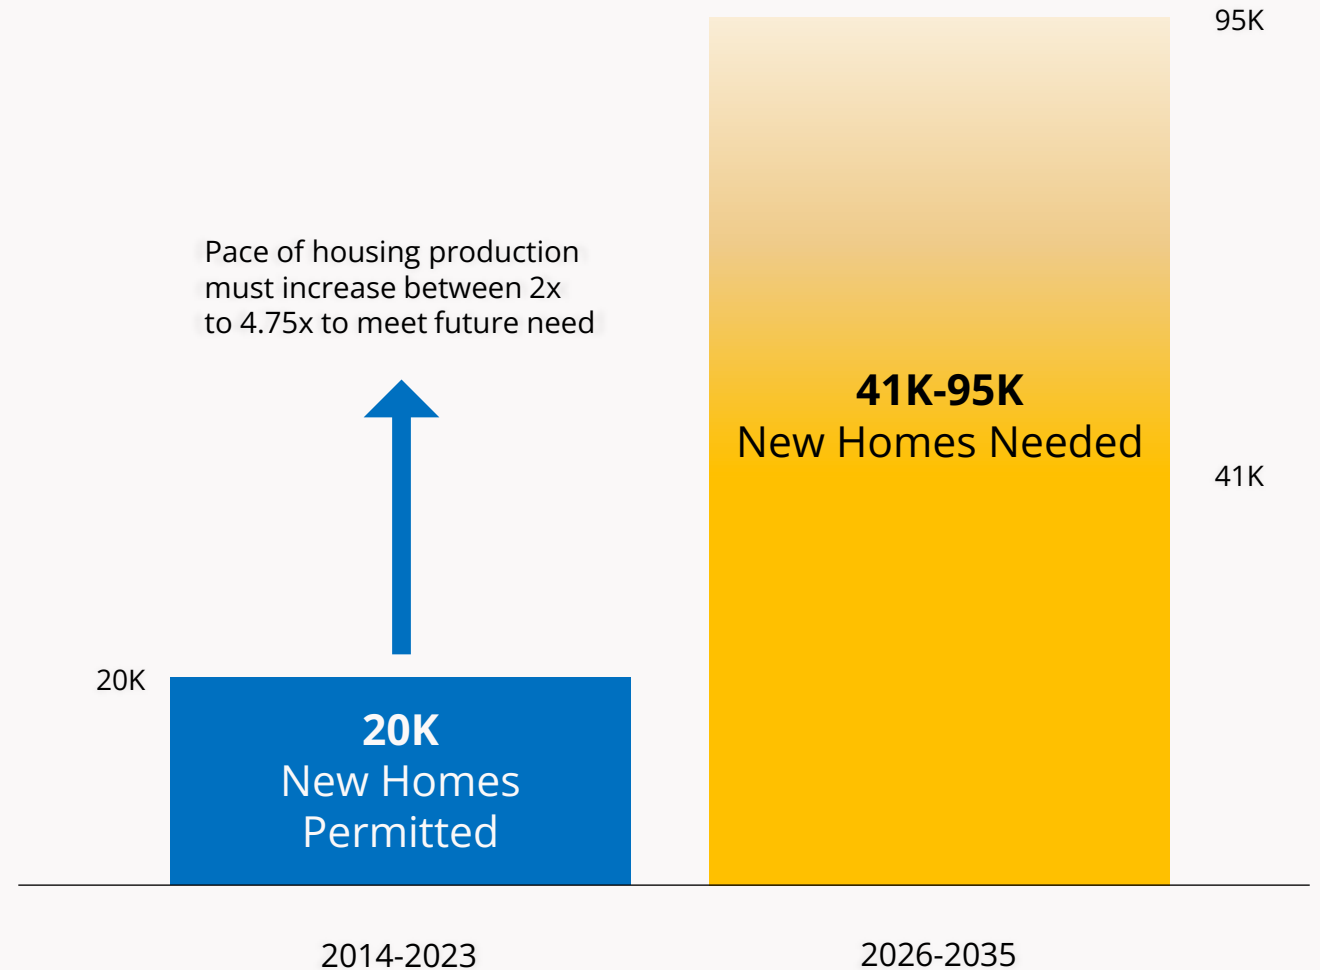 95K
Pace of housing production
must increase between 2x
to 4.75x to meet future need
41K-95K
New Homes Needed
41K
20K
20K
New Homes
Permitted
2014-2023
2026-2035